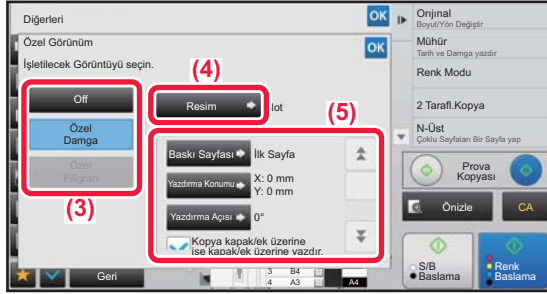 Diğerleri
OK
Özel Görünüm
OK
İşletilecek Görüntüyü seçin.
(4)
Off
Resim
lot
(5)
Özel
Damga
Özel
Filigran
(3)
Baskı Sayfası
İlk Sayfa
Yazdırma Konumu
X: 0 mm
Y: 0 mm
Yazdırma Açısı
0°
Kopya kapak/ek üzerine
ise kapak/ek üzerine yazdır.
Geri
3 B4
4 A3
A4
Orijinal
Boyut/Yön Değiştir
Mühür
Tarih ve Damga yazdır
Renk Modu
2 Taraflı.Kopya
N-Üst
Çoklu Sayfaları Bir Sayfa yap
Prova
Kopyası
Önizle
CA
S/B
Baslama
Renk
Baslama